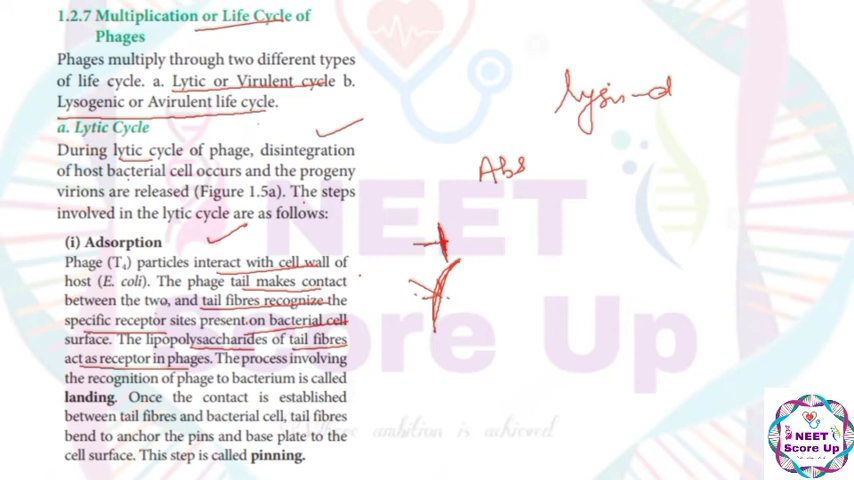 1.2.7 Multiplication or Life Cycle of
Phages
Phages multiply through two different types
of life cycle. a. Lytic or Virulent cycle b.
Lysogenic or Avirulent life cycle.
a. Lytic Cycle
During lytic cycle of phage, disintegration
of host bacterial cell occurs and the progeny
virions are released (Figure 1.5a). The steps
involved in the lytic cycle are as follows:
(i) Adsorption
Phage (T4) particles interact with cell wall of
host (E. coli). The phage tail makes contact
between the two, and tail fibres recognize the
specific receptor sites present on bacterial cell
surface. The lipopolysaccharides of tail fibres
act as receptor in phages. The process involving
the recognition of phage to bacterium is called
landing. Once the contact is established
between tail fibres and bacterial cell, tail fibres
bend to anchor the pins and base plate to the
cell surface. This step is called pinning.
Abs
NEET
Score Up
ambition is achieved
NEET
Score Up